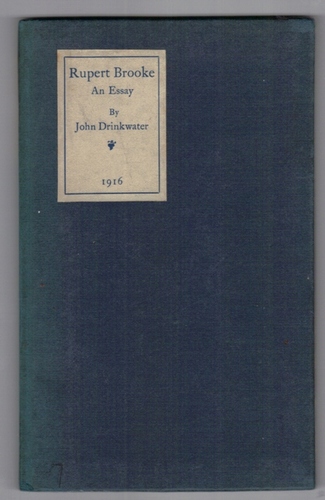 Rupert Brooke
An Essay
By
John Drinkwater
1916